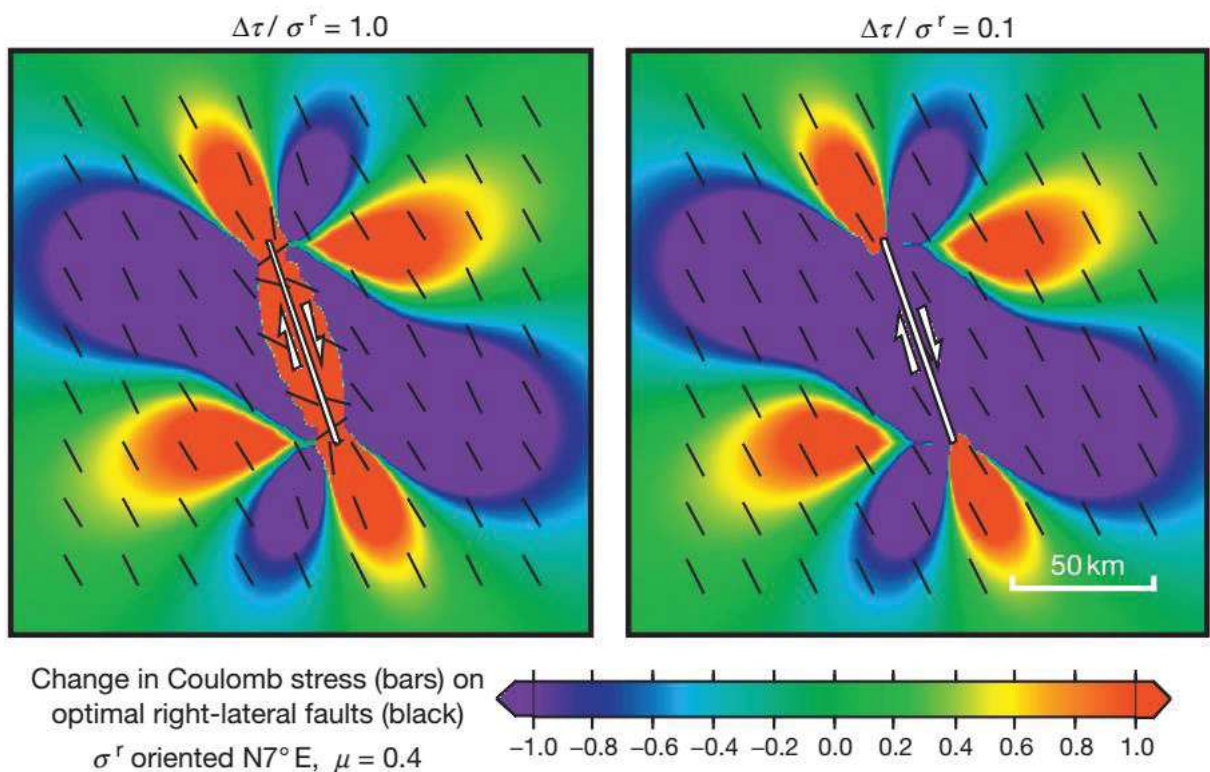 Δτ / σ r = 1.0
Δτ / σ r = 0.1
50 km
Change in Coulomb stress (bars) on
optimal right-lateral faults (black)
σ r oriented N7° E, μ = 0.4
−1.0 −0.8 −0.6 −0.4 −0.2 0.0 0.2 0.4 0.6 0.8 1.0